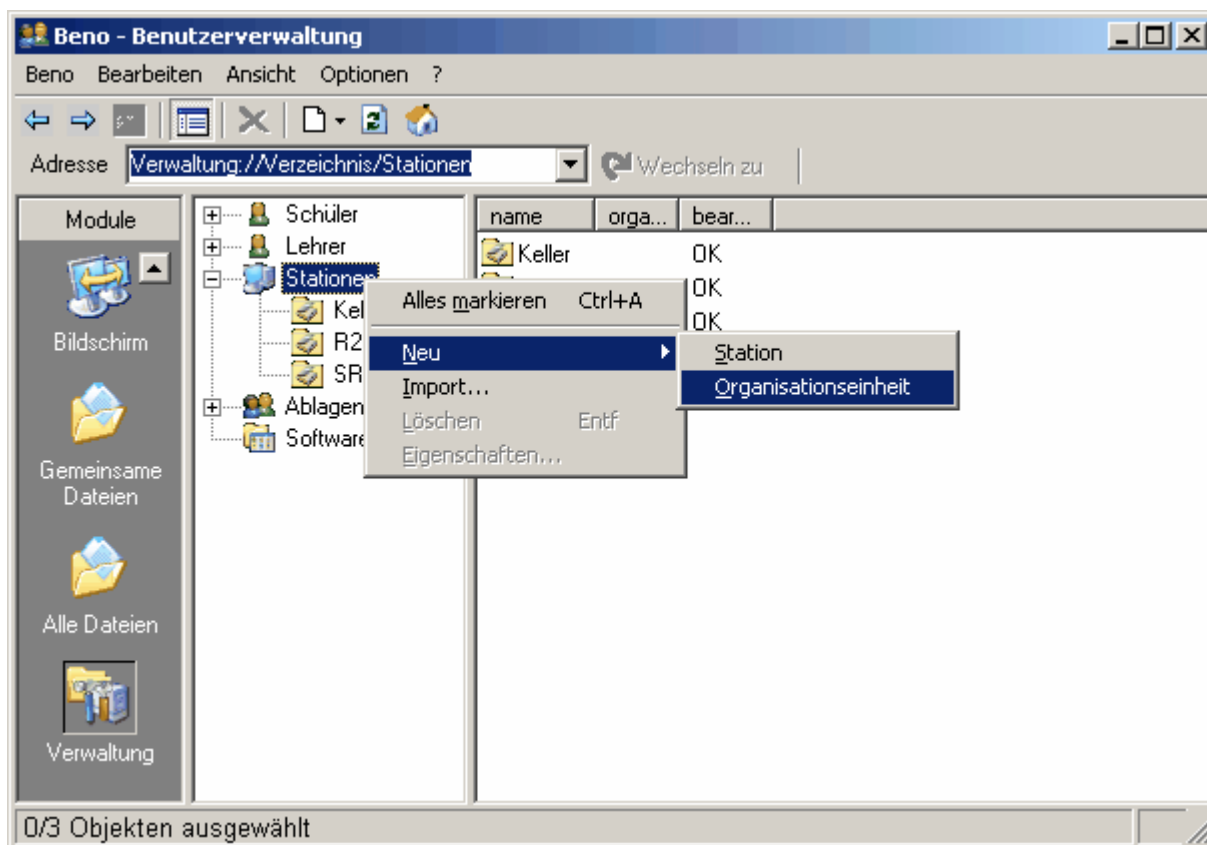 Beno - Benutzerverwaltung
Beno Bearbeiten Ansicht Optionen ?
Adresse Verwaltung://Verzeichnis/Stationen Wechseln zu
Module
Bildschirm
Gemeinsame
Dateien
Alle Dateien
Verwaltung
Schüler
Lehrer
Stationen
Kel
R2
SR
Ablagen
Software
name orga... bear...
Keller OK
OK
OK
Alles markieren Ctrl+A
Neu
Import...
Löschen Entf
Eigenschaften...
Station
Organisationseinheit
0/3 Objekten ausgewählt